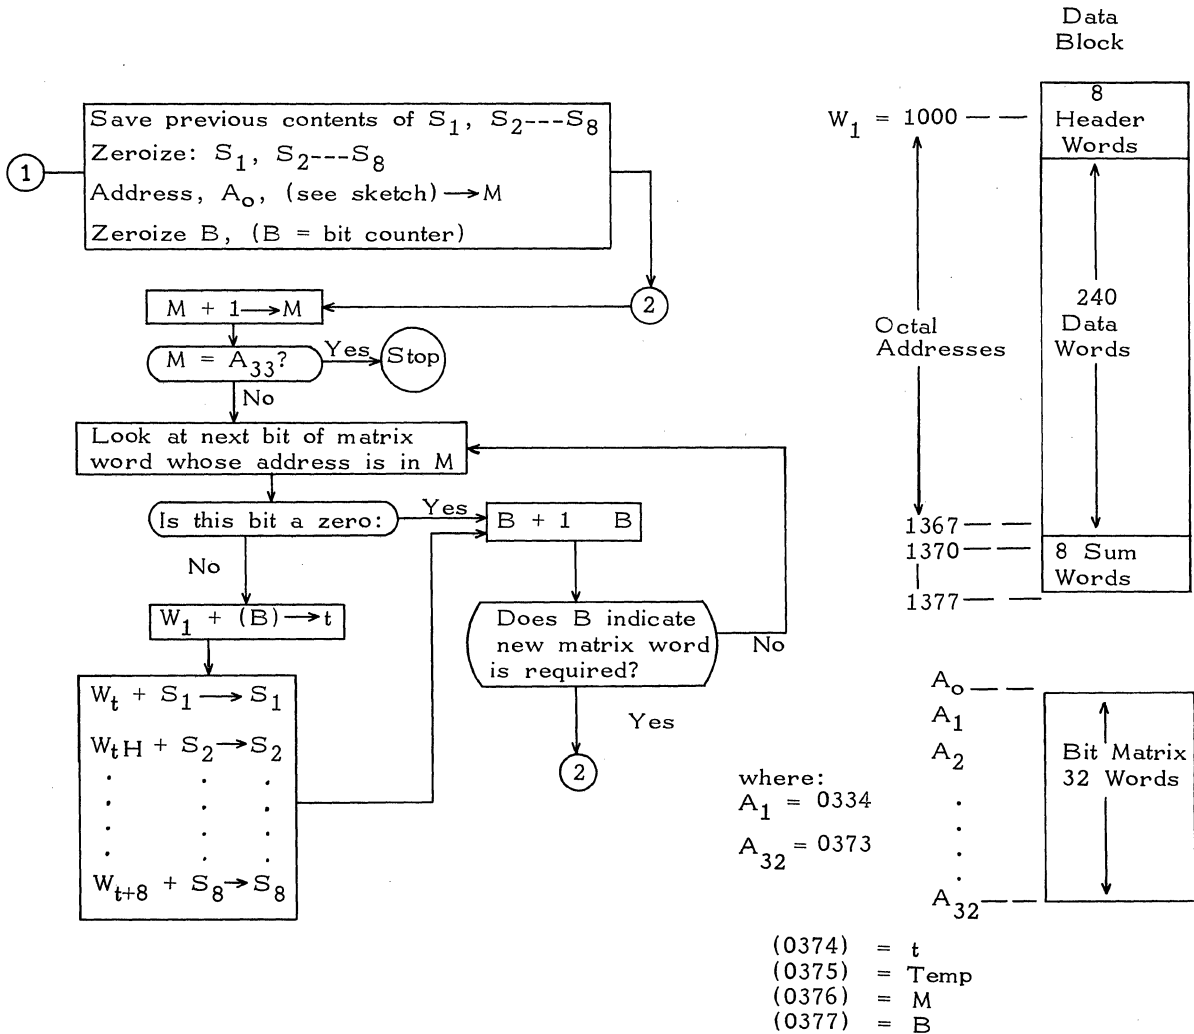 Data
Block
1
Save previous contents of S1, S2---S8
Zeroize: S1, S2---S8
Address, Ao, (see sketch)→M
Zeroize B, (B = bit counter)
2
M + 1→M
M = A33?
Yes
Stop
No
Look at next bit of matrix
word whose address is in M
Is this bit a zero:
Yes
B + 1 B
No
W1 + (B)→t
Does B indicate
new matrix word
is required?
No
Yes
2
Wt + S1→S1
WtH + S2→S2
. . .
. . .
. . .
. . .
Wt+8 + S8→S8
W1 = 1000
8
Header
Words
Octal
Addresses
240
Data
Words
1367
1370
8 Sum
Words
1377
Ao
A1
A2
.
.
.
.
A32
Bit Matrix
32 Words
where:
A1 = 0334
A32 = 0373
(0374) = t
(0375) = Temp
(0376) = M
(0377) = B